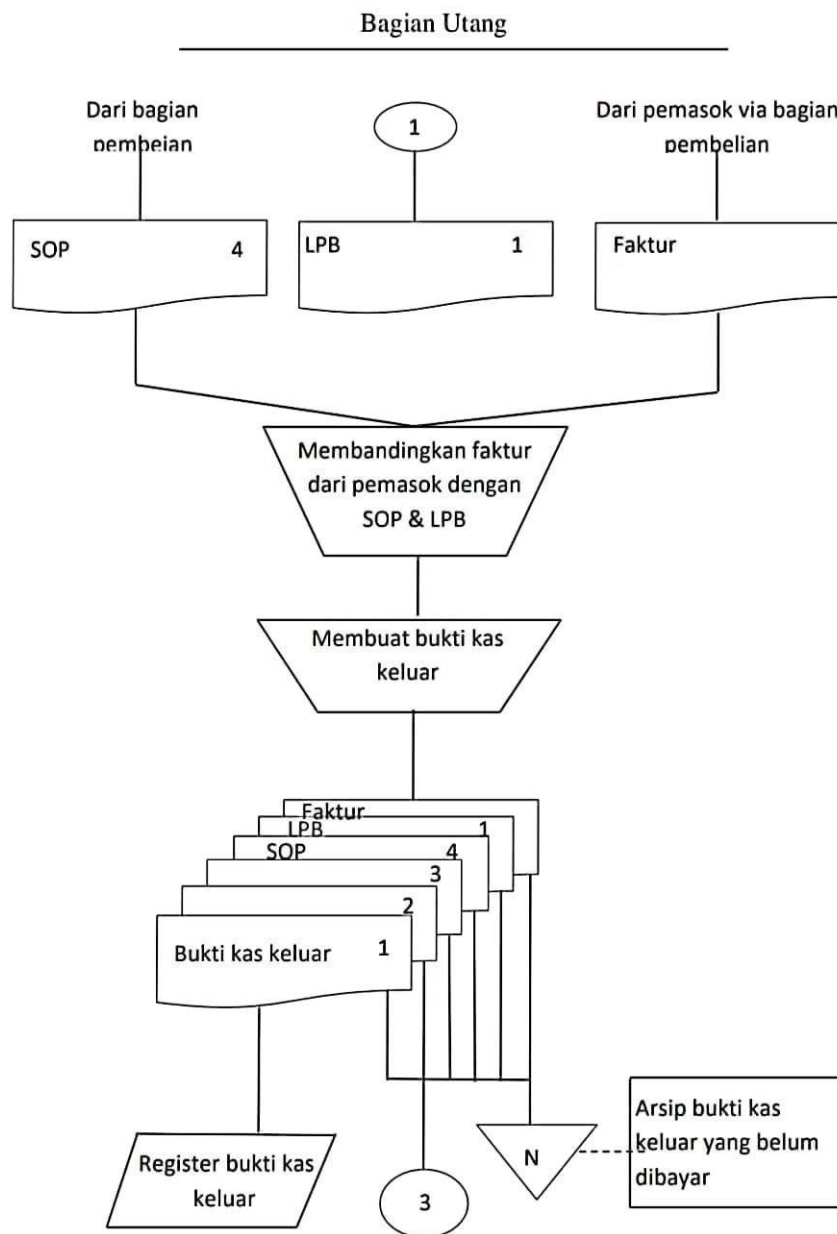 Bagian Utang
Dari bagian
pembeian
1
Dari pemasok via bagian
pembelian
SOP 4
LPB 1
Faktur
Membandingkan faktur
dari pemasok dengan
SOP & LPB
Membuat bukti kas
keluar
Faktur
LPB 1
SOP 4
3
2
Bukti kas keluar 1
Register bukti kas
keluar
3
N
Arsip bukti kas
keluar yang belum
dibayar